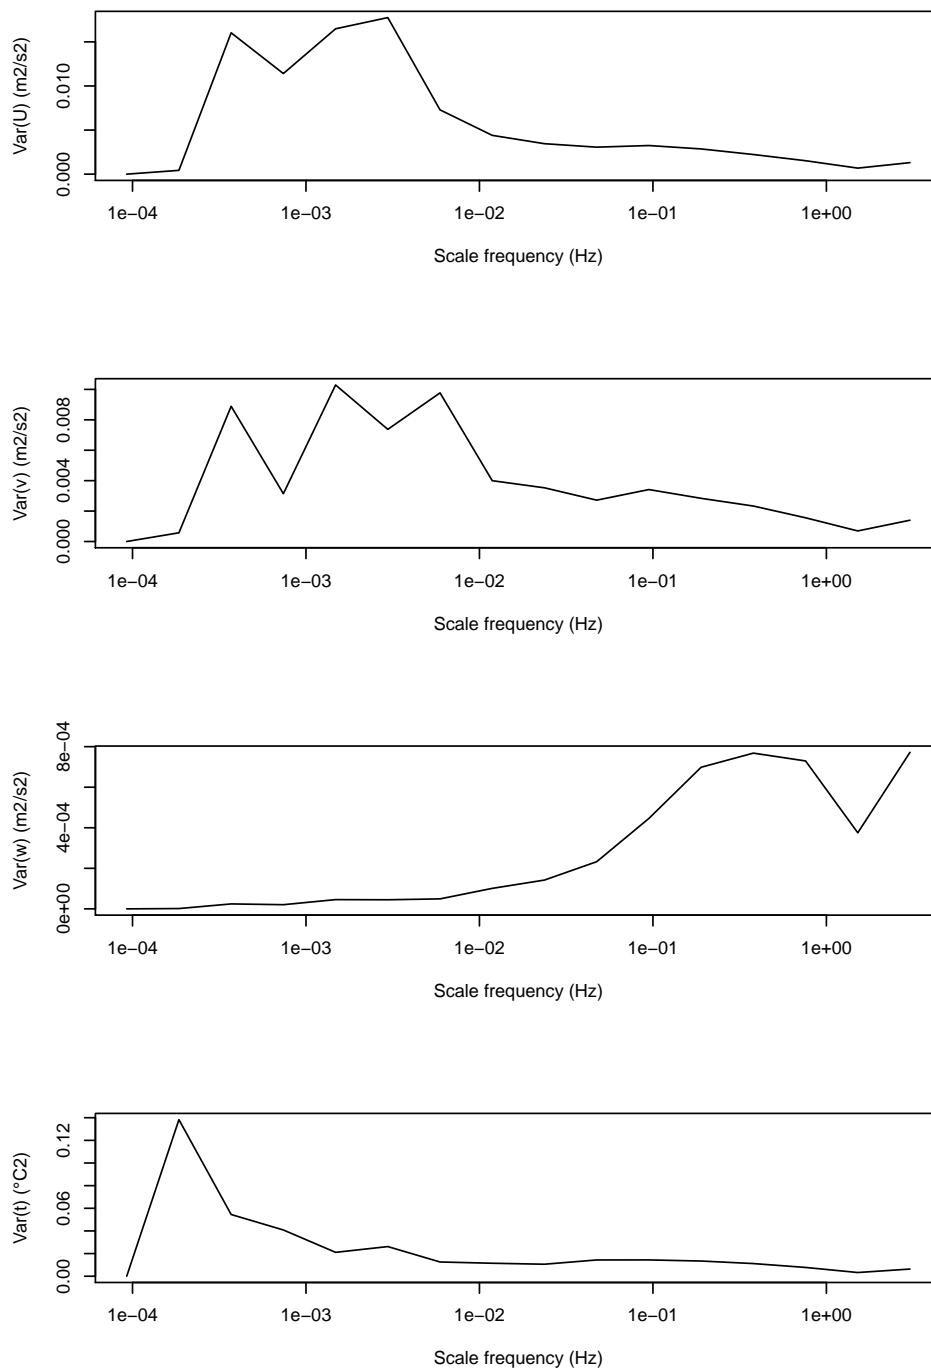 Var(U) (m2/s2)
0.000 0.010
1e−04 1e−03 1e−02 1e−01 1e+00
Scale frequency (Hz)
Var(v) (m2/s2)
0.000 0.004 0.008
1e−04 1e−03 1e−02 1e−01 1e+00
Scale frequency (Hz)
Var(w) (m2/s2)
0e+00 4e−04 8e−04
1e−04 1e−03 1e−02 1e−01 1e+00
Scale frequency (Hz)
Var(t) (°C2)
0.00 0.06 0.12
1e−04 1e−03 1e−02 1e−01 1e+00
Scale frequency (Hz)